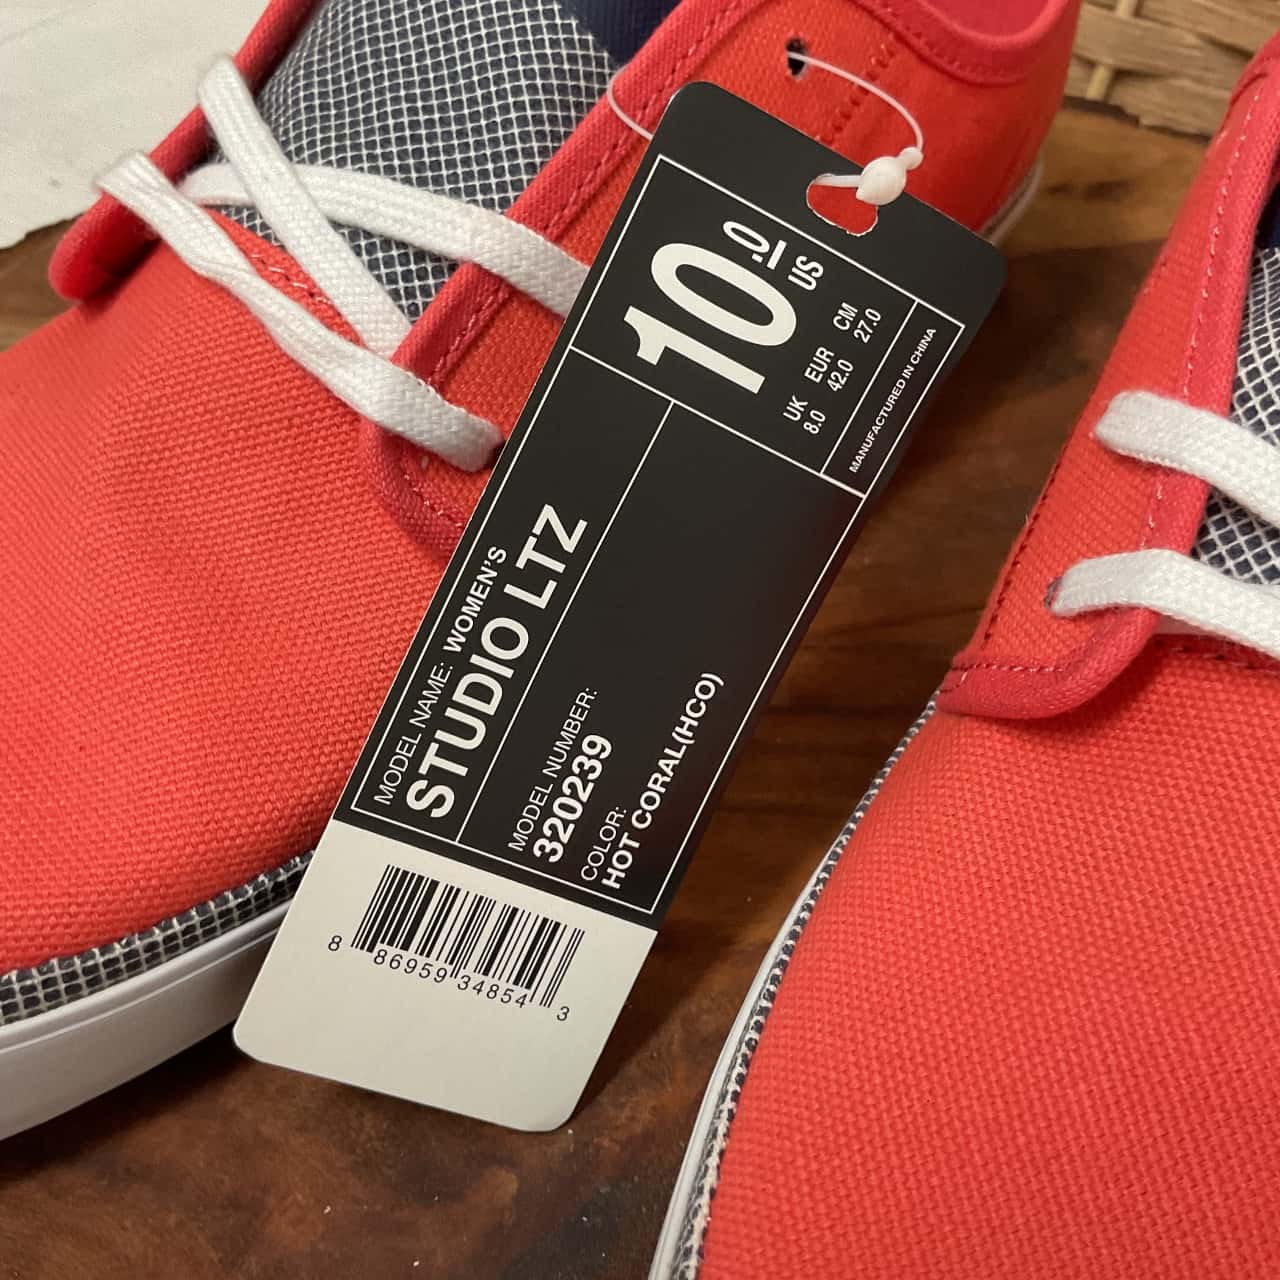 10.0 US
UK EUR CM
8.0 42.0 27.0
MANUFACTURED IN CHINA
MODEL NAME: WOMEN'S
STUDIO LTZ
MODEL NUMBER:
320239
COLOR:
HOT CORAL(HCO)
8 86959 34854 3